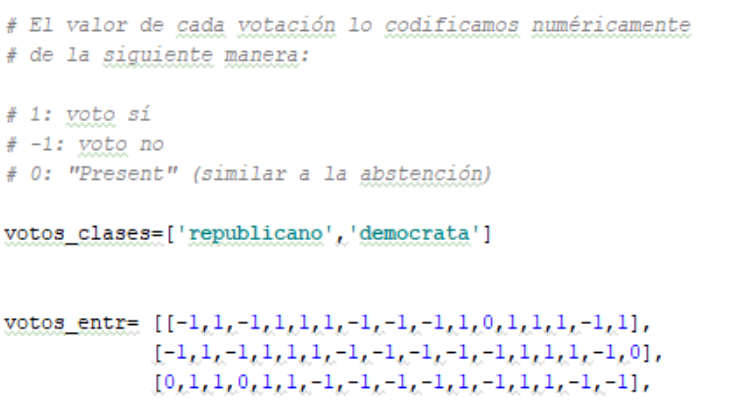 # El valor de cada votación lo codificamos numéricamente
# de la siguiente manera:
# 1: voto sí
# -1: voto no
# 0: "Present" (similar a la abstención)
votos_clases=['republicano','democrata']
votos_entr= [[-1,1,-1,1,1,1,-1,-1,-1,1,0,1,1,1,-1,1],
[-1,1,-1,1,1,1,-1,-1,-1,-1,-1,1,1,1,-1,0],
[0,1,1,0,1,1,-1,-1,-1,-1,1,-1,1,1,-1,-1],